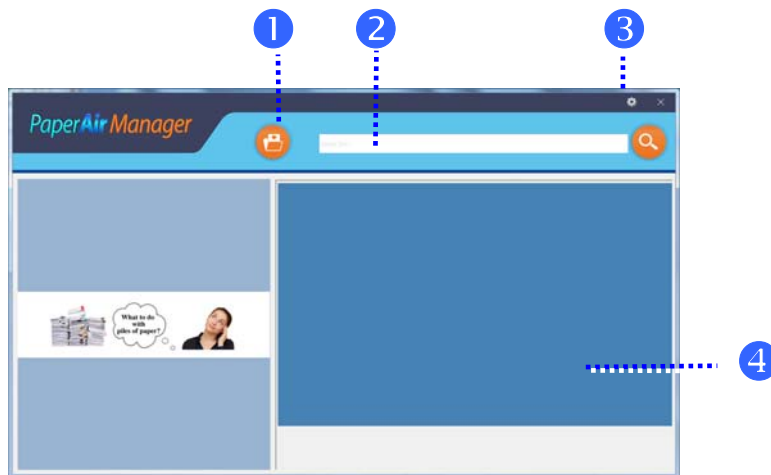 1 2 3
PaperAir Manager
What to do
with
piles of paper?
4